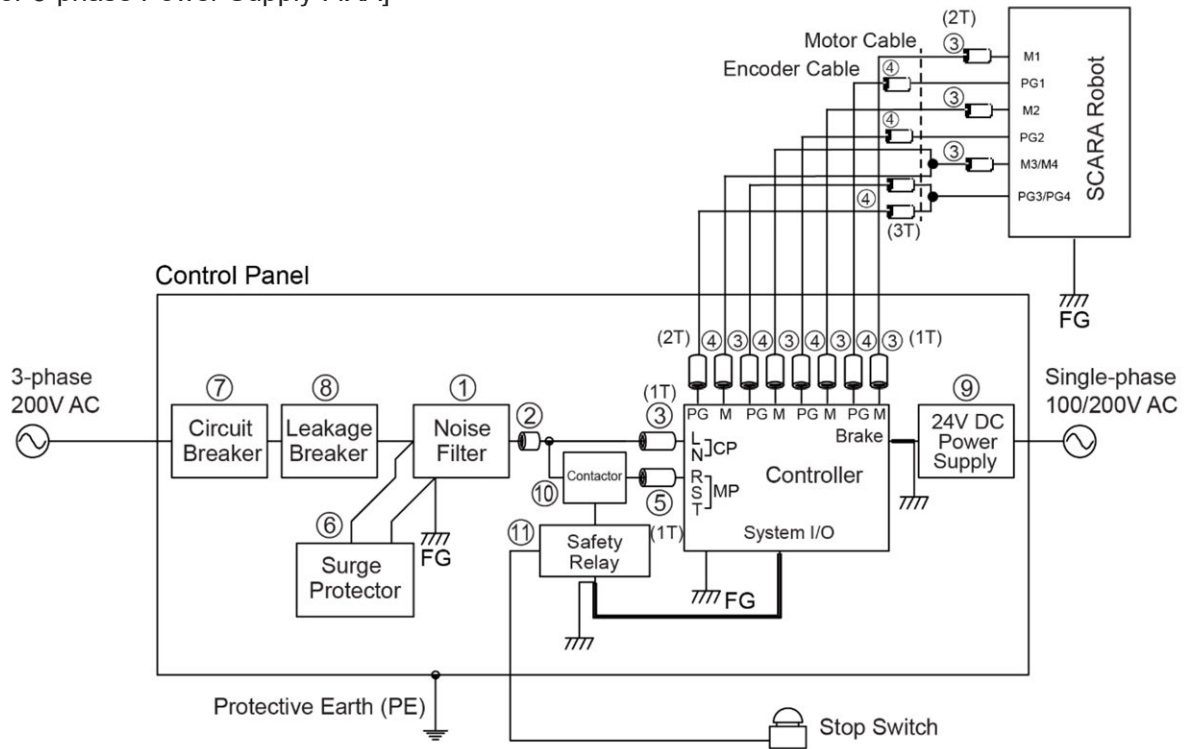 (2T)
Motor Cable
③
M1
Encoder Cable
④
PG1
③
M2
④
PG2
③
M3/M4
④
PG3/PG4
(3T)
SCARA Robot
FG
Control Panel
3-phase
200V AC
⑦
Circuit
Breaker
⑧
Leakage
Breaker
①
Noise
Filter
FG
⑥
Surge
Protector
②
(1T)
③
⑩
Contactor
⑤
(1T)
⑪
Safety
Relay
(2T) ④ ③ ④ ③ ④ ③ ④ ③ (1T)
PG M PG M PG M PG M
L
N
CP
R
S
T
MP
Brake
Controller
System I/O
FG
⑨
24V DC
Power
Supply
Single-phase
100/200V AC
Protective Earth (PE)
Stop Switch